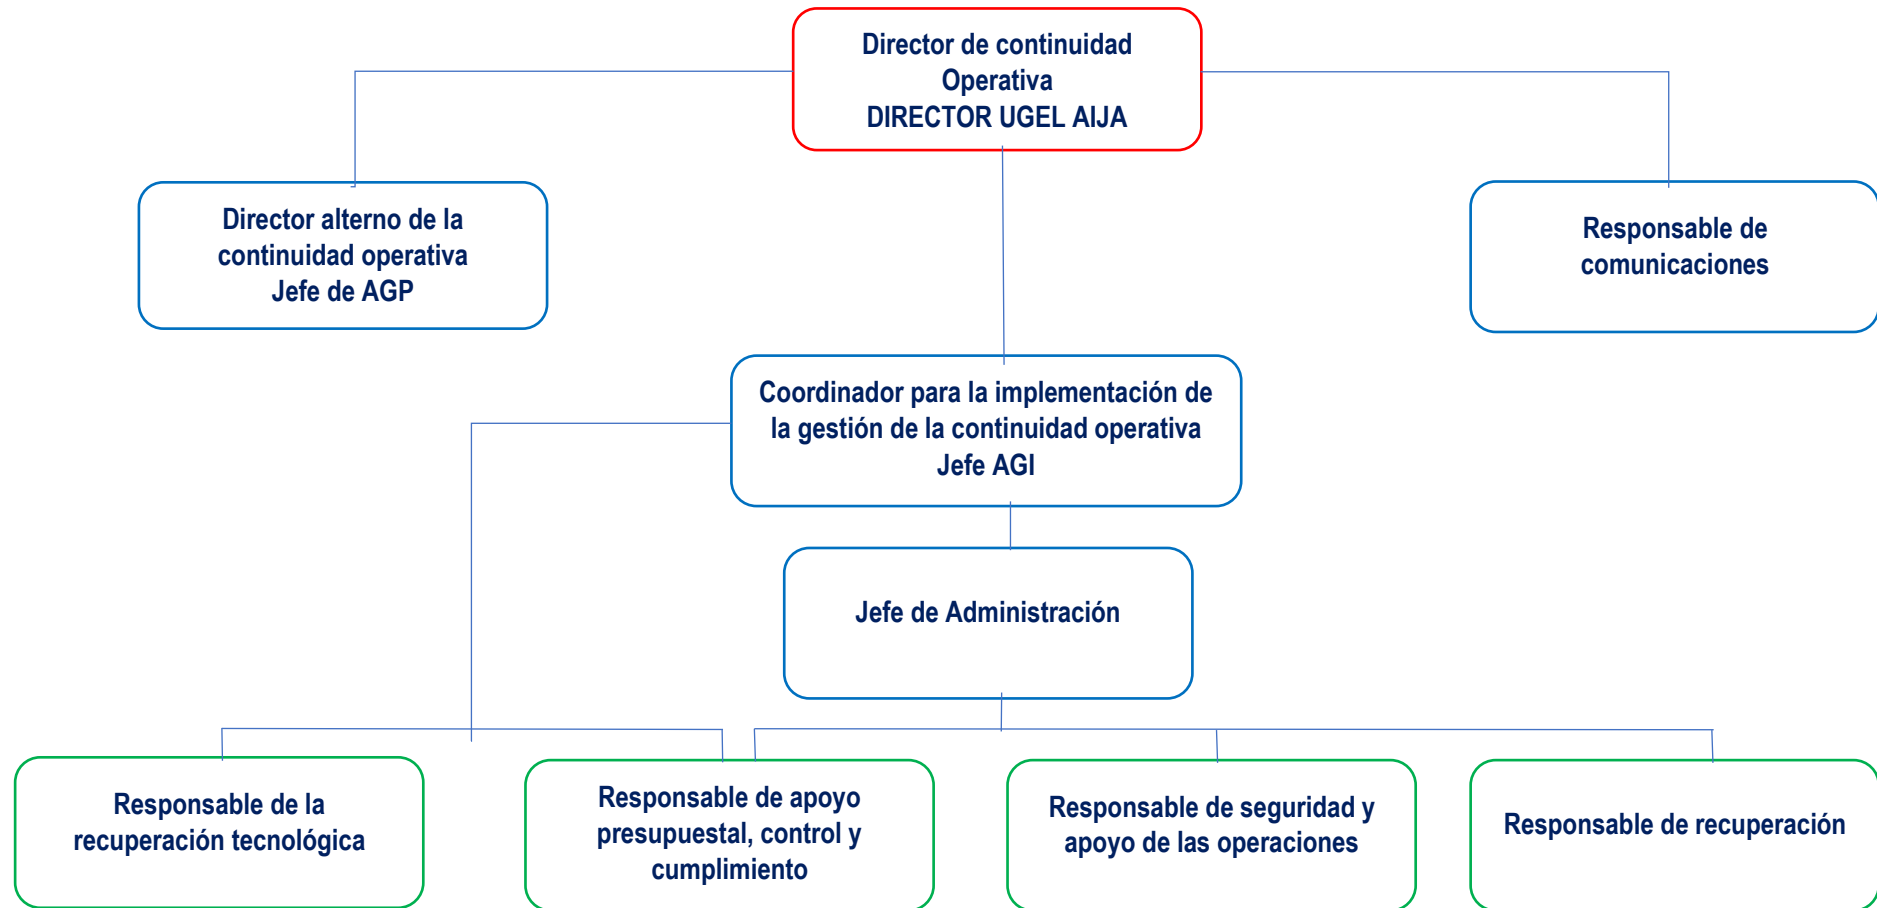 Director de continuidad
Operativa
DIRECTOR UGEL AIJA
Director alterno de la
continuidad operativa
Jefe de AGP
Responsable de
comunicaciones
Coordinador para la implementación de
la gestión de la continuidad operativa
Jefe AGI
Jefe de Administración
Responsable de la
recuperación tecnológica
Responsable de apoyo
presupuestal, control y
cumplimiento
Responsable de seguridad y
apoyo de las operaciones
Responsable de recuperación